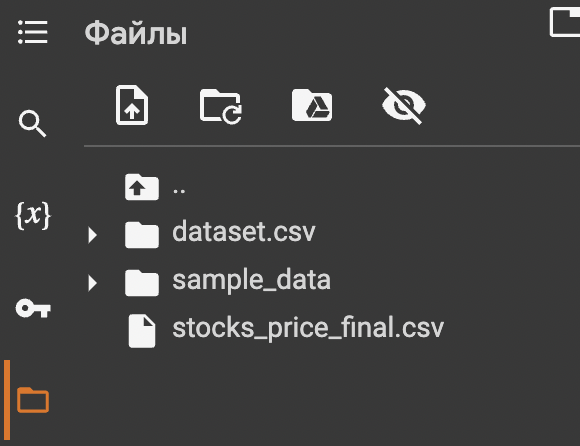 Файлы
{x}
..
dataset.csv
sample_data
stocks_price_final.csv